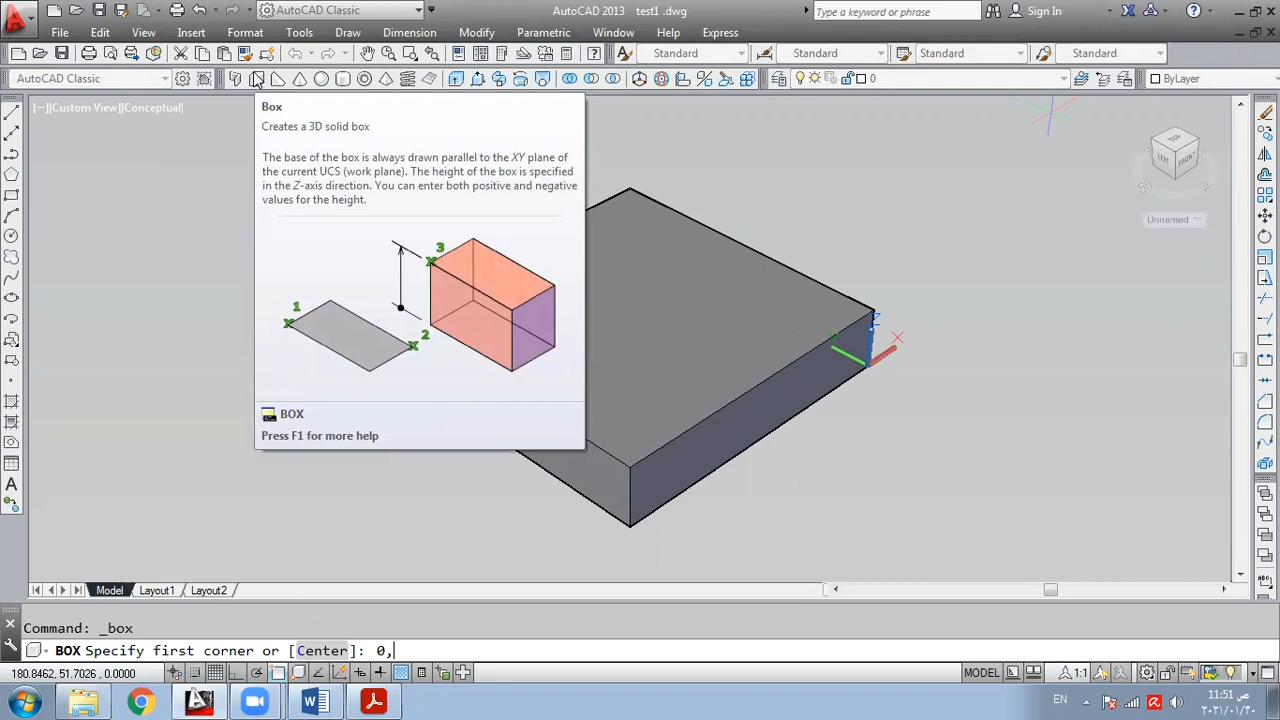 AutoCAD Classic
AutoCAD 2013 test1 .dwg
Type a keyword or phrase
Sign In
File Edit View Insert Format Tools Draw Dimension Modify Parametric Window Help Express
Standard Standard Standard Standard
AutoCAD Classic
0
ByLayer
[−][Custom View][Conceptual]
Box
Creates a 3D solid box
The base of the box is always drawn parallel to the XY plane of
the current UCS (work plane). The height of the box is specified
in the Z-axis direction. You can enter both positive and negative
values for the height.
3
1
2
BOX
Press F1 for more help
TOP
LEFT FRONT
Unnamed
Z
X
Model Layout1 Layout2
Command: _box
BOX Specify first corner or [Center]: 0,
180.8462, 51.7026, 0.0000
MODEL
1:1
EN
11:51 ص
٢٠٢١/٠١/٣٠